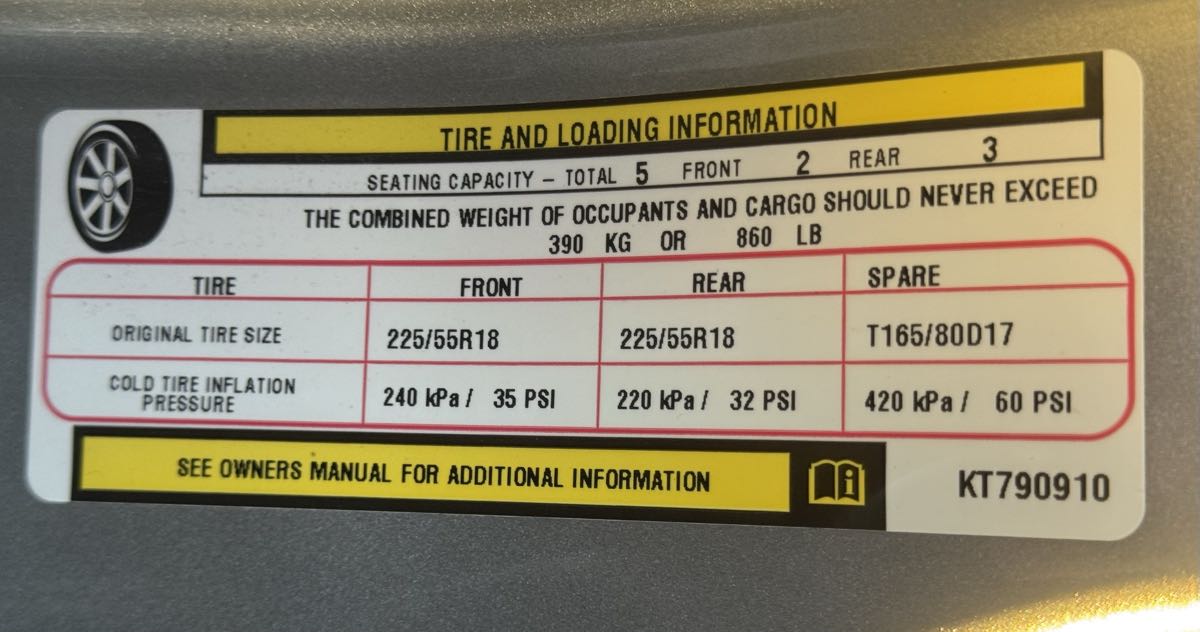 TIRE AND LOADING INFORMATION
SEATING CAPACITY – TOTAL 5 FRONT 2 REAR 3
THE COMBINED WEIGHT OF OCCUPANTS AND CARGO SHOULD NEVER EXCEED
390 KG OR 860 LB
TIRE FRONT REAR SPARE
ORIGINAL TIRE SIZE 225/55R18 225/55R18 T165/80D17
COLD TIRE INFLATION
PRESSURE 240 kPa / 35 PSI 220 kPa / 32 PSI 420 kPa / 60 PSI
SEE OWNERS MANUAL FOR ADDITIONAL INFORMATION
KT790910